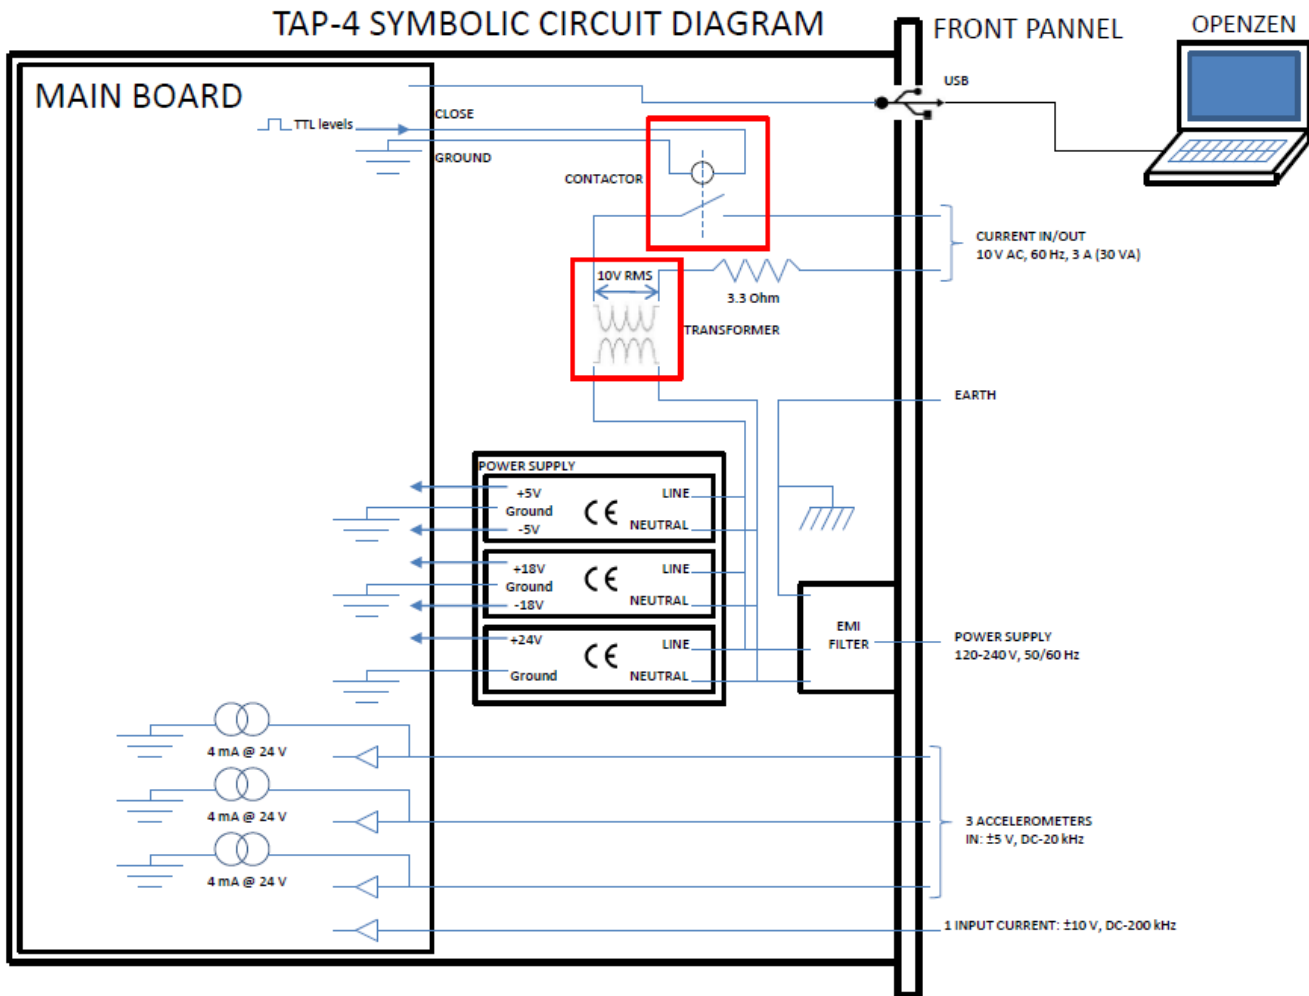 TAP-4 SYMBOLIC CIRCUIT DIAGRAM
FRONT PANNEL
OPENZEN
MAIN BOARD
USB
CLOSE
TTL levels
GROUND
CONTACTOR
CURRENT IN/OUT
10 V AC, 60 Hz, 3 A (30 VA)
10V RMS
3.3 Ohm
TRANSFORMER
EARTH
POWER SUPPLY
+5V
LINE
Ground
CE
-5V
NEUTRAL
+18V
LINE
Ground
CE
-18V
NEUTRAL
+24V
LINE
CE
Ground
NEUTRAL
EMI
FILTER
POWER SUPPLY
120-240 V, 50/60 Hz
4 mA @ 24 V
4 mA @ 24 V
4 mA @ 24 V
3 ACCELEROMETERS
IN: ±5 V, DC-20 kHz
1 INPUT CURRENT: ±10 V, DC-200 kHz